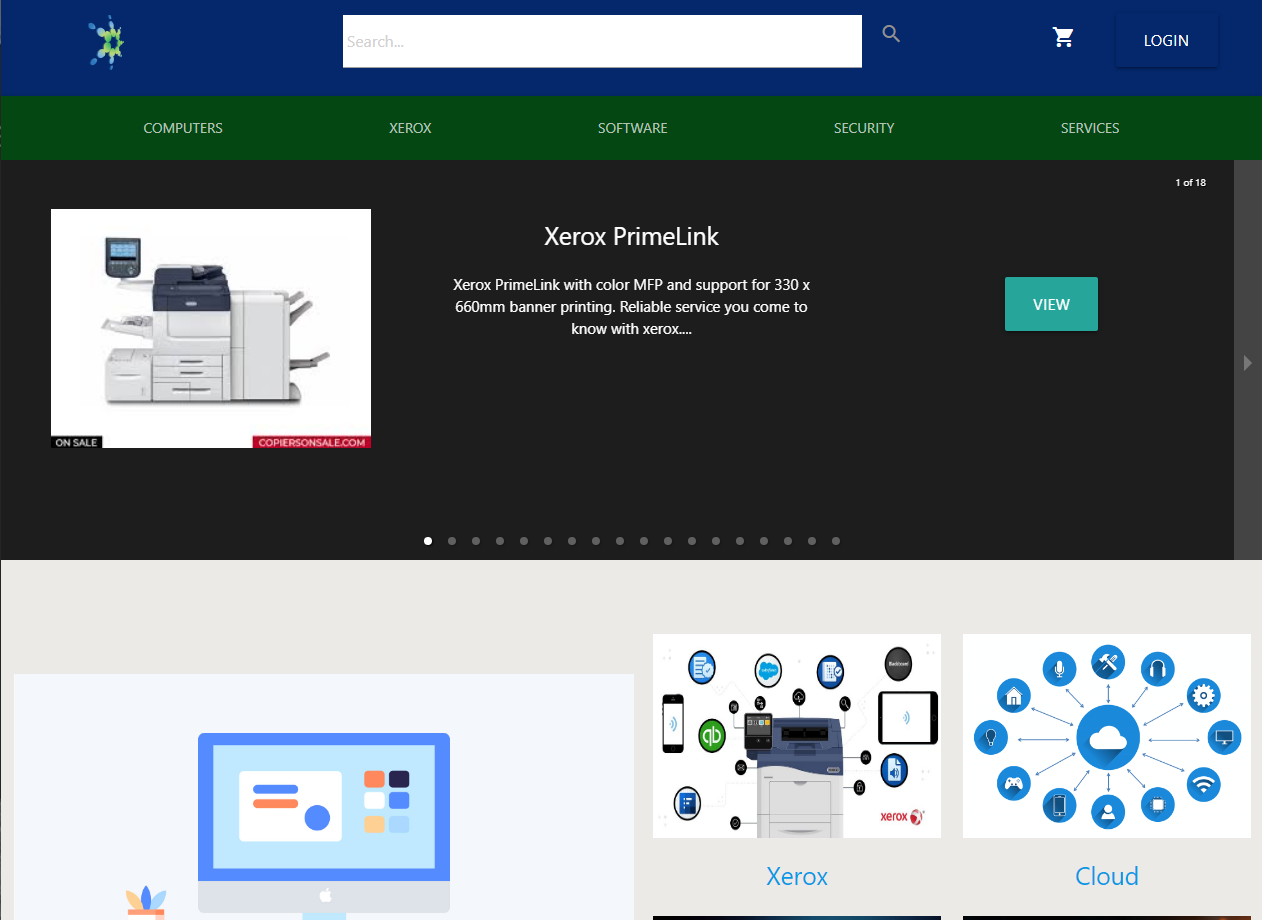 Search...
LOGIN
COMPUTERS
XEROX
SOFTWARE
SECURITY
SERVICES
1 of 18
Xerox PrimeLink
Xerox PrimeLink with color MFP and support for 330 x
660mm banner printing. Reliable service you come to
know with xerox....
VIEW
ON SALE
COPIERSONSALE.COM
qb
xerox
Xerox
Cloud